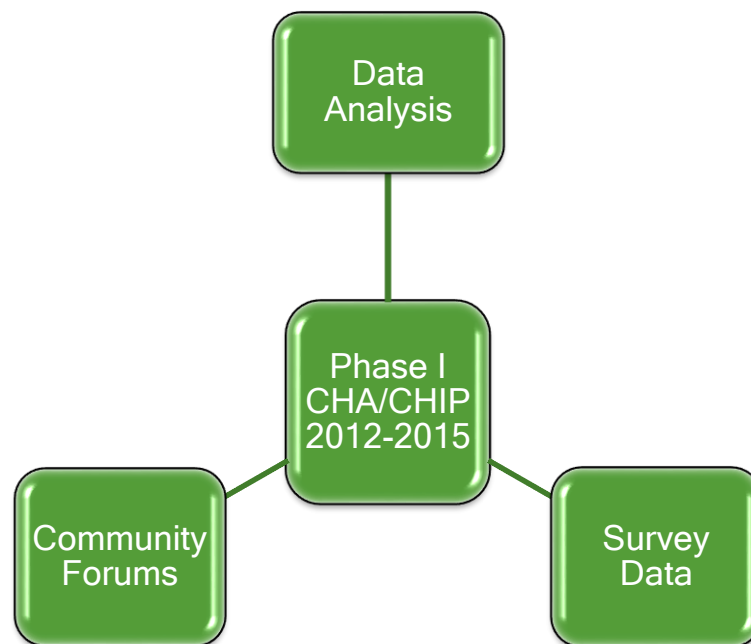 Data
Analysis
Phase I
CHA/CHIP
2012-2015
Community
Forums
Survey
Data